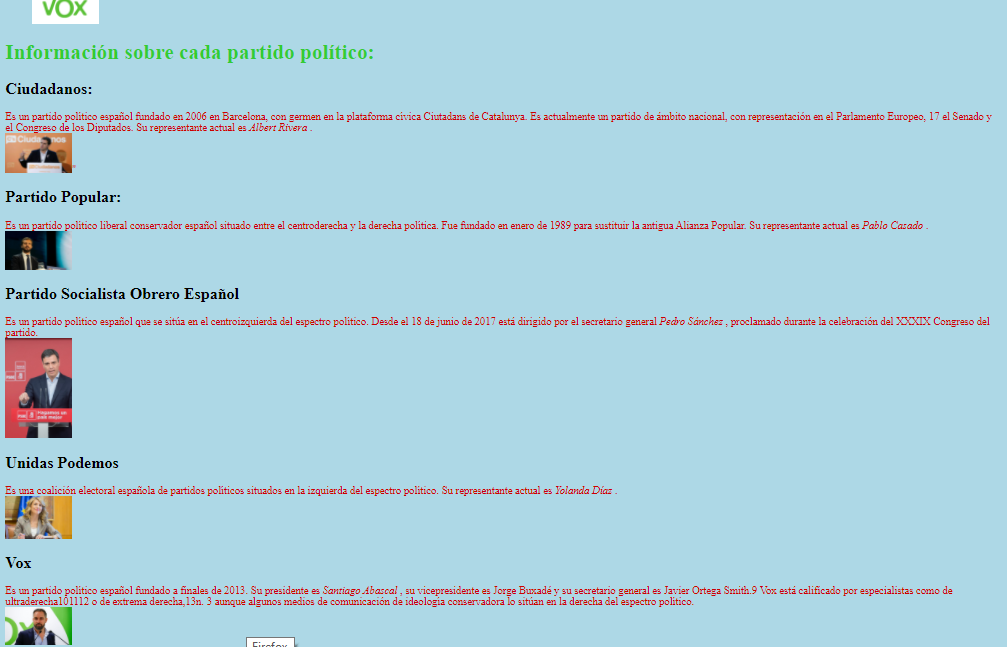 VOX
Información sobre cada partido político:
Ciudadanos:
Es un partido político español fundado en 2006 en Barcelona, con germen en la plataforma cívica Ciutadans de Catalunya. Es actualmente un partido de ámbito nacional, con representación en el Parlamento Europeo, 17 el Senado y
el Congreso de los Diputados. Su representante actual es Albert Rivera .
Partido Popular:
Es un partido político liberal conservador español situado entre el centroderecha y la derecha política. Fue fundado en enero de 1989 para sustituir la antigua Alianza Popular. Su representante actual es Pablo Casado .
Partido Socialista Obrero Español
Es un partido político español que se sitúa en el centroizquierda del espectro político. Desde el 18 de junio de 2017 está dirigido por el secretario general Pedro Sánchez , proclamado durante la celebración del XXXIX Congreso del
partido.
Unidas Podemos
Es una coalición electoral española de partidos políticos situados en la izquierda del espectro político. Su representante actual es Yolanda Díaz .
Vox
Es un partido político español fundado a finales de 2013. Su presidente es Santiago Abascal , su vicepresidente es Jorge Buxadé y su secretario general es Javier Ortega Smith.9 Vox está calificado por especialistas como de
ultraderecha101112 o de extrema derecha,13n. 3 aunque algunos medios de comunicación de ideología conservadora lo sitúan en la derecha del espectro político.
Firefox